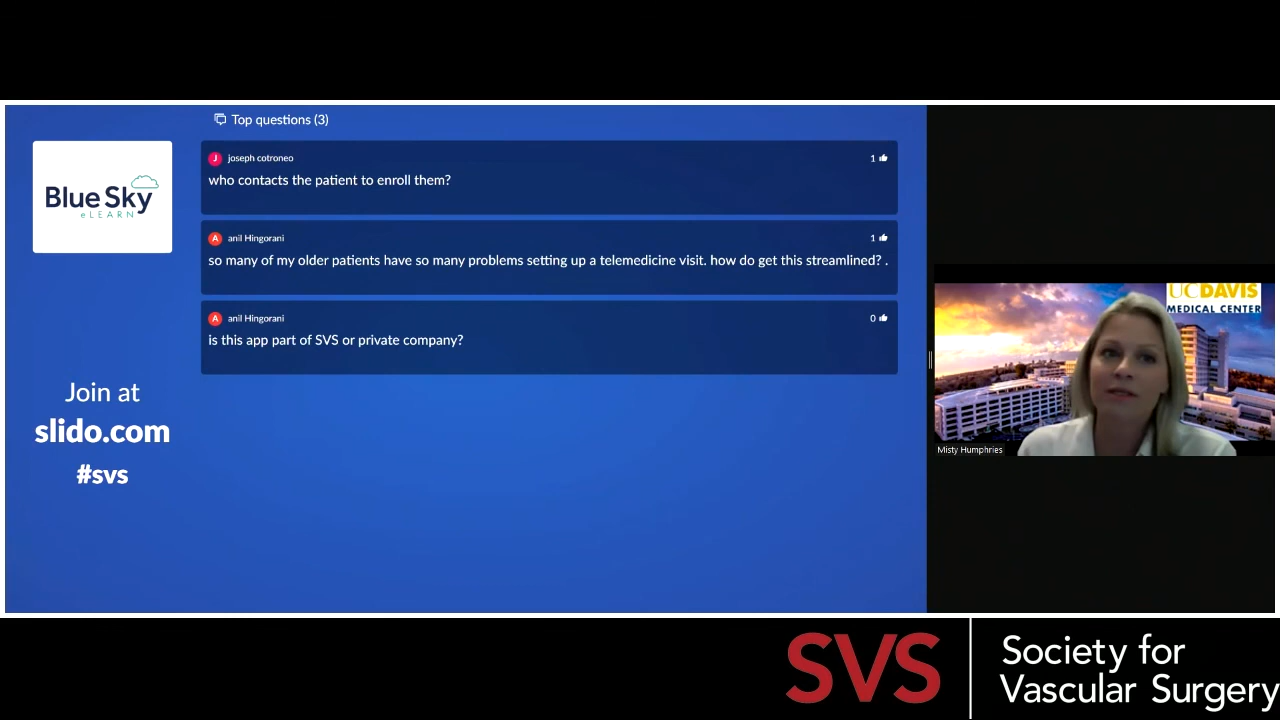 Top questions (3)
Blue Sky
eLEARN
J joseph cotroneo 1
who contacts the patient to enroll them?
A anil Hingorani 1
so many of my older patients have so many problems setting up a telemedicine visit. how do get this streamlined? .
A anil Hingorani 0
is this app part of SVS or private company?
Join at
slido.com
#svs
UC DAVIS
MEDICAL CENTER
Misty Humphries
SVS
Society for
Vascular Surgery